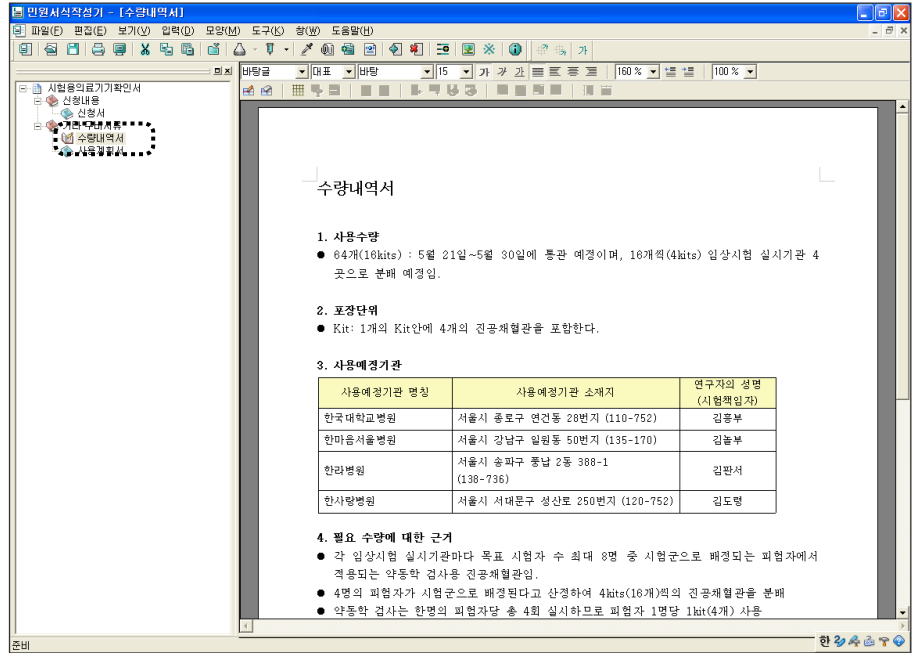 민원서식작성기 - [수량내역서]
파일(F) 편집(E) 보기(V) 입력(D) 모양(M) 도구(K) 창(W) 도움말(H)
바탕글 대표 바탕 15 가 가 가 160 % 100 %
시험용의료기기확인서
신청내용
신청서
기타 구비서류
수량내역서
사용계획서
수량내역서
1. 사용수량
● 64개(16kits) : 5월 21일~5월 30일에 통관 예정이며, 16개씩(4kits) 임상시험 실시기관 4
곳으로 분배 예정임.
2. 포장단위
● Kit: 1개의 Kit안에 4개의 진공채혈관을 포함한다.
3. 사용예정기관
사용예정기관 명칭 사용예정기관 소재지 연구자의 성명
(시험책임자)
한국대학교병원 서울시 종로구 연건동 28번지 (110-752) 김흥부
한마음서울병원 서울시 강남구 일원동 50번지 (135-170) 김놀부
한라병원 서울시 송파구 풍납 2동 388-1
(138-736) 김판서
한사랑병원 서울시 서대문구 성산로 250번지 (120-752) 김도령
4. 필요 수량에 대한 근거
● 각 임상시험 실시기관마다 목표 시험자 수 최대 8명 중 시험군으로 배정되는 피험자에서
적용되는 약동학 검사용 진공채혈관임.
● 4명의 피험자가 시험군으로 배정된다고 산정하여 4kits(16개)씩의 진공채혈관을 분배
● 약동학 검사는 한명의 피험자당 총 4회 실시하므로 피험자 1명당 1kit(4개) 사용
준비
한